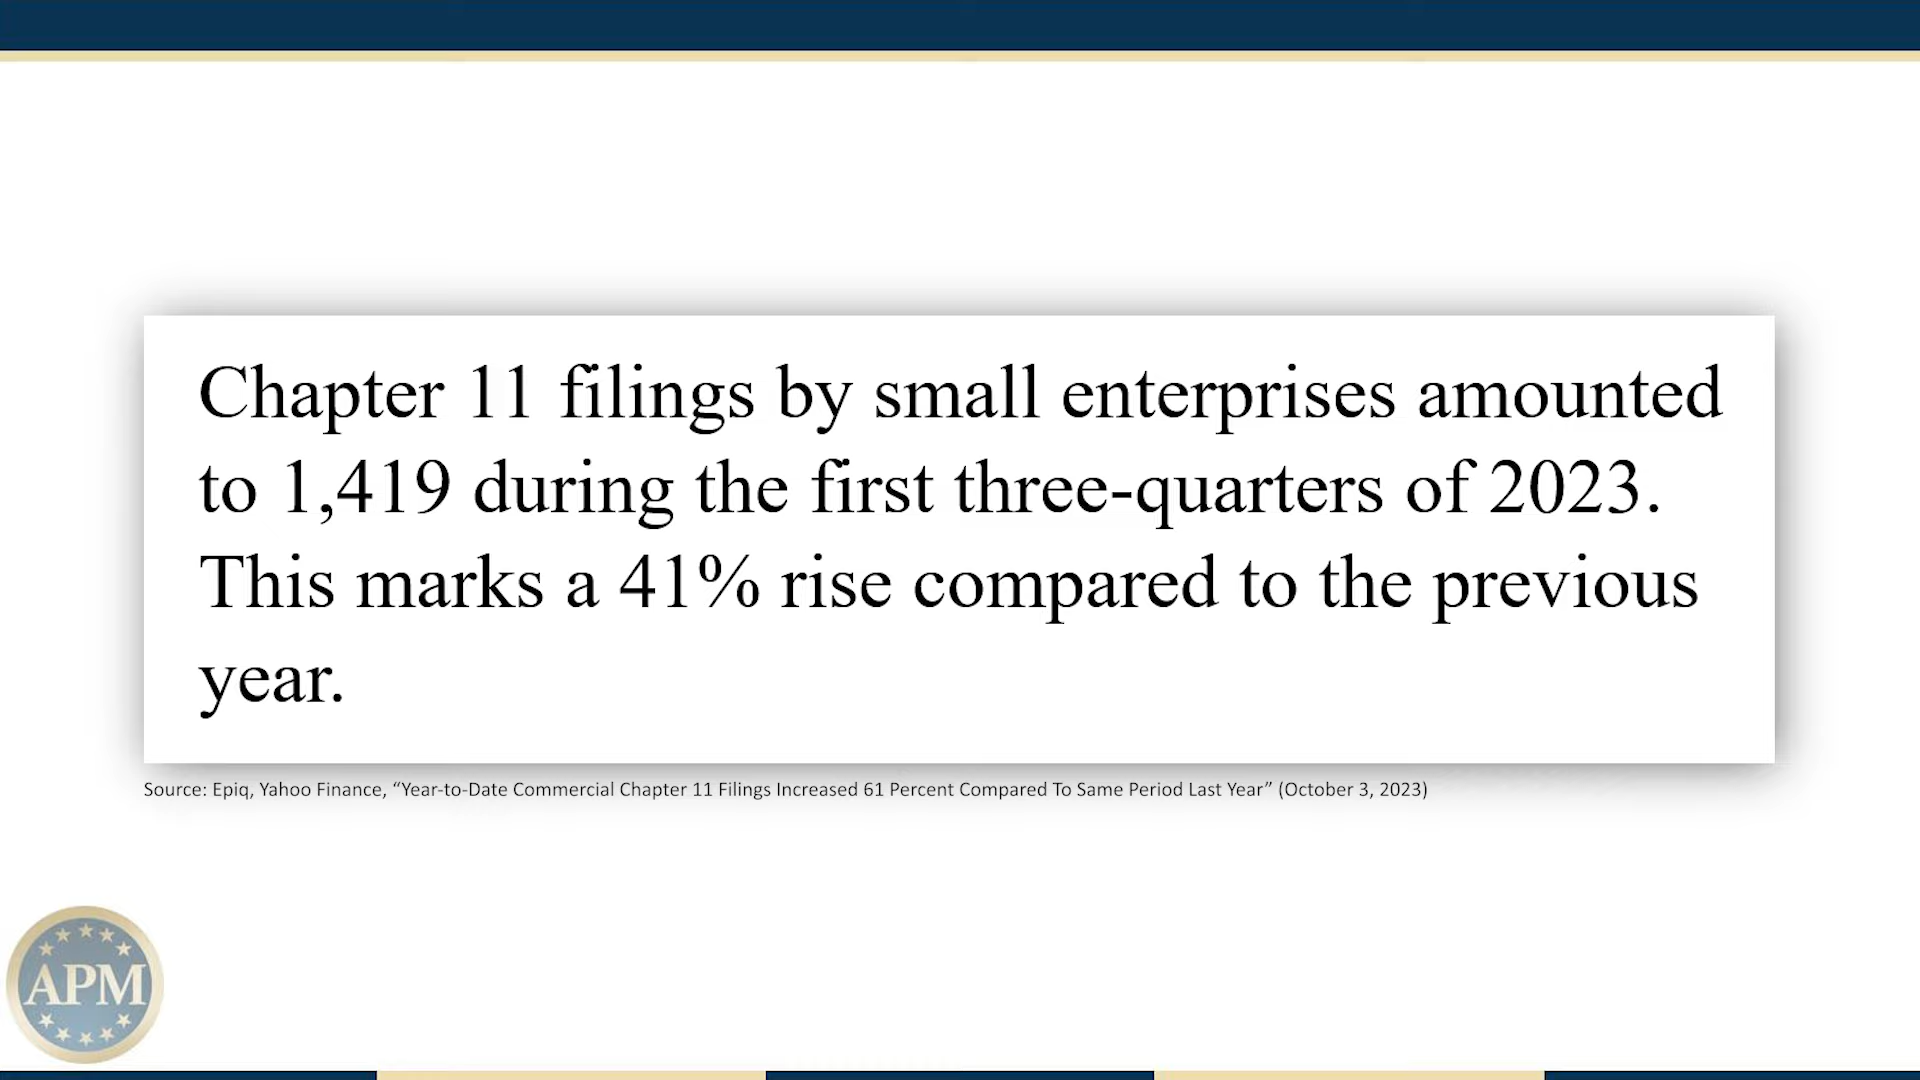 Chapter 11 filings by small enterprises amounted
to 1,419 during the first three-quarters of 2023.
This marks a 41% rise compared to the previous
year.
Source: Epiq, Yahoo Finance, “Year-to-Date Commercial Chapter 11 Filings Increased 61 Percent Compared To Same Period Last Year” (October 3, 2023)
APM